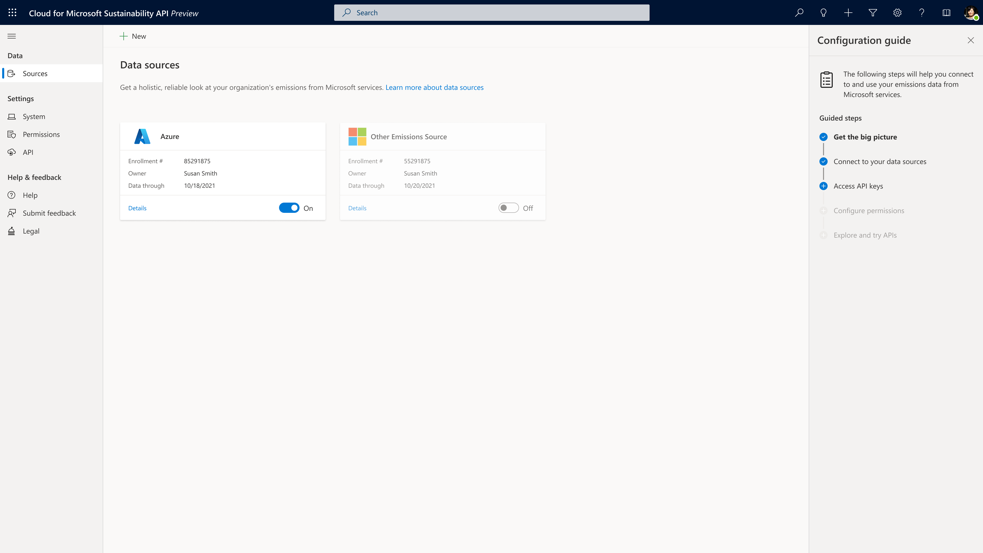 Cloud for Microsoft Sustainability API Preview
Search
Data
Sources
Settings
System
Permissions
API
Help & feedback
Help
Submit feedback
Legal
New
Data sources
Get a holistic, reliable look at your organization's emissions from Microsoft services. Learn more about data sources
Azure
Enrollment # 85291875
Owner Susan Smith
Data through 10/18/2021
Details On
Other Emissions Source
Enrollment # 55291875
Owner Susan Smith
Data through 10/20/2021
Details Off
Configuration guide
The following steps will help you connect
to and use your emissions data from
Microsoft services.
Guided steps
Get the big picture
Connect to your data sources
Access API keys
Configure permissions
Explore and try APIs